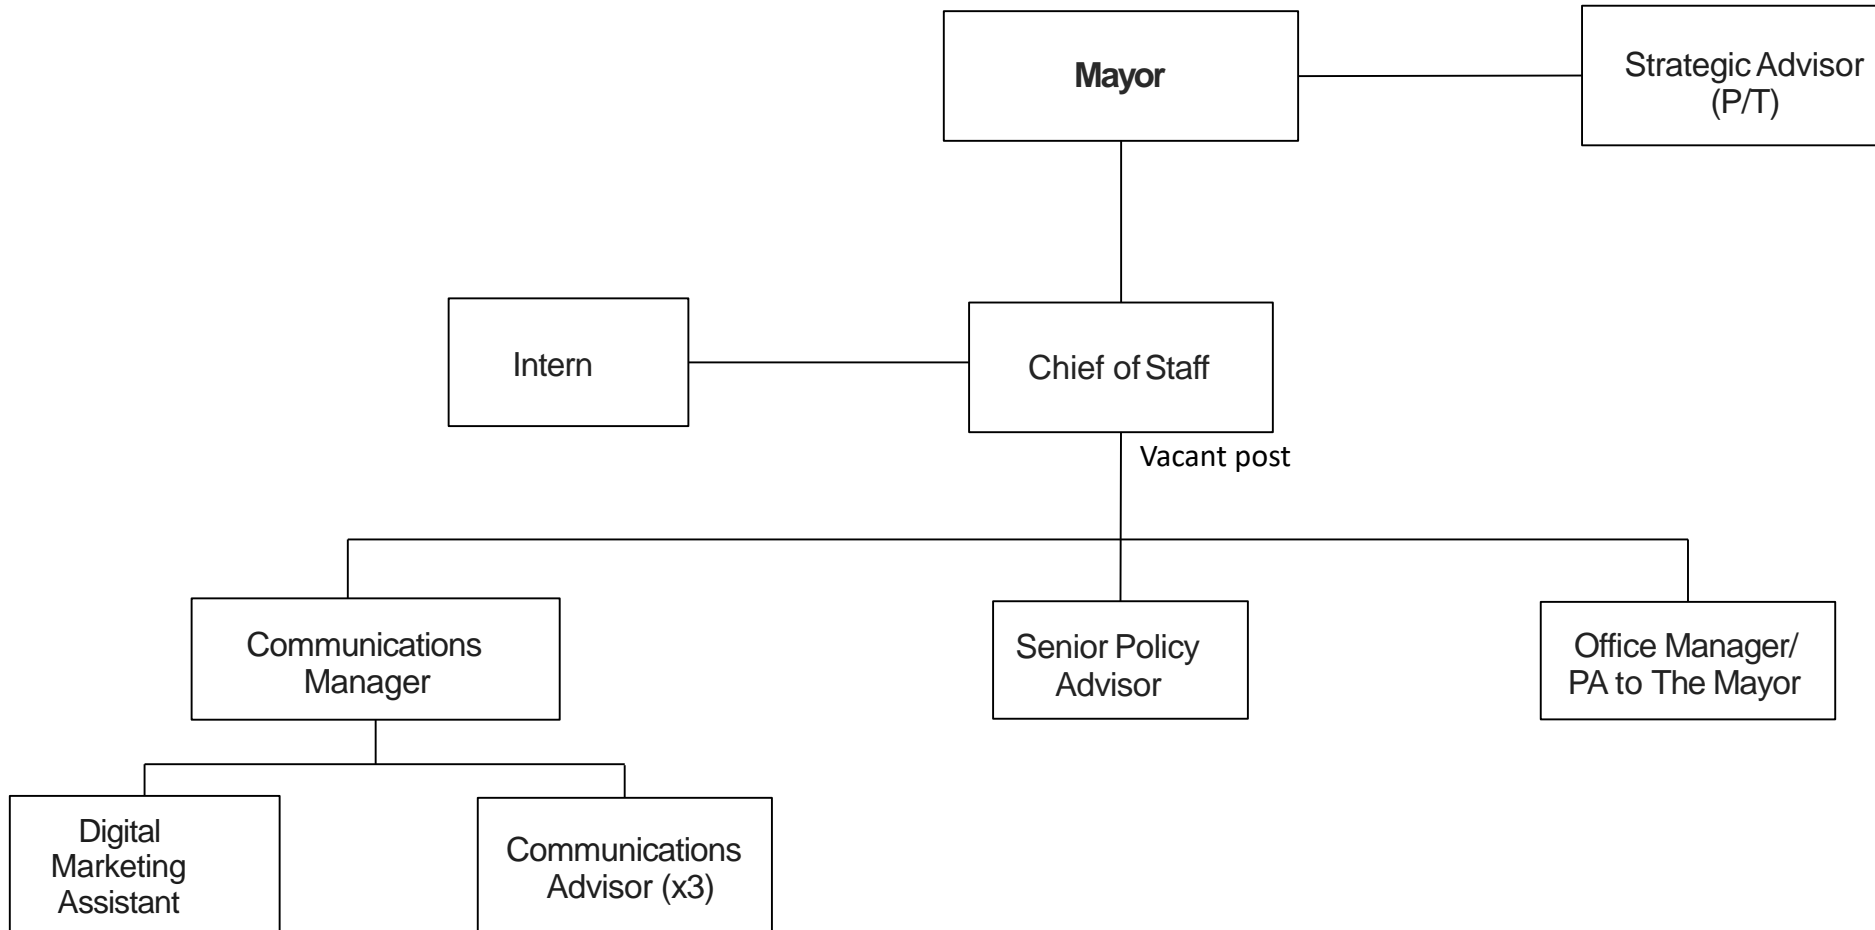 Mayor
Strategic Advisor
(P/T)
Intern
Chief of Staff
Vacant post
Communications
Manager
Senior Policy
Advisor
Office Manager/
PA to The Mayor
Digital
Marketing
Assistant
Communications
Advisor (x3)